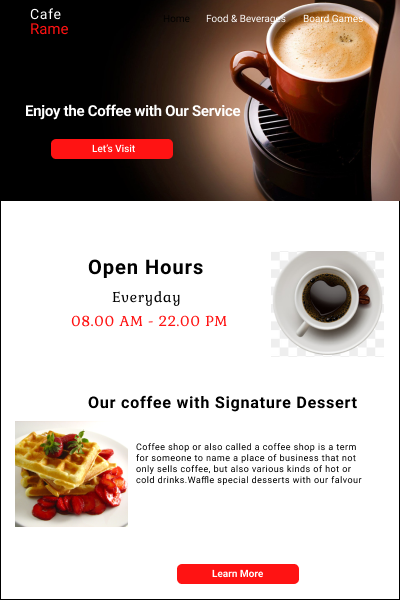 Cafe
Rame
Home Food & Beverages Board Games
Enjoy the Coffee with Our Service
Let's Visit
Open Hours
Everyday
08.00 AM - 22.00 PM
Our coffee with Signature Dessert
Coffee shop or also called a coffee shop is a term
for someone to name a place of business that not
only sells coffee, but also various kinds of hot or
cold drinks.Waffle special desserts with our falvour
Learn More